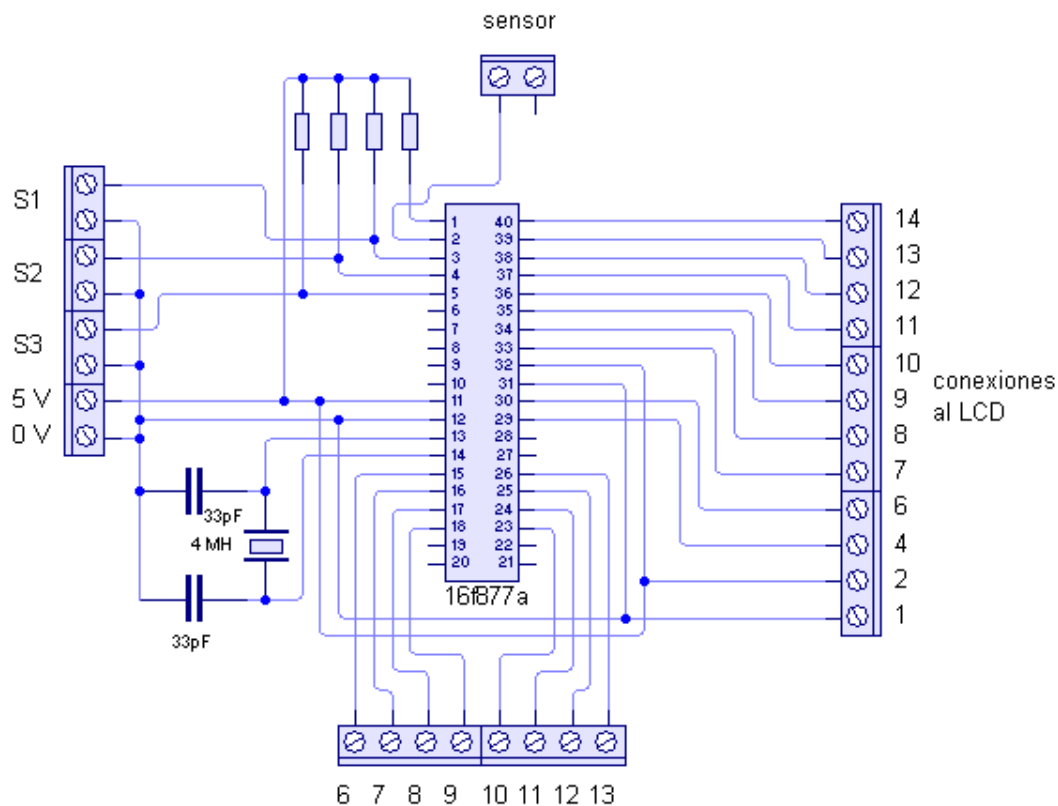 sensor
S1
S2
S3
5 V
0 V
1 40
2 39
3 38
4 37
5 36
6 35
7 34
8 33
9 32
10 31
11 30
12 29
13 28
14 27
15 26
16 25
17 24
18 23
19 22
20 21
16f877a
33pF
4 MH
33pF
14
13
12
11
10
9
8
7
6
4
2
1
conexiones
al LCD
6 7 8 9 10 11 12 13